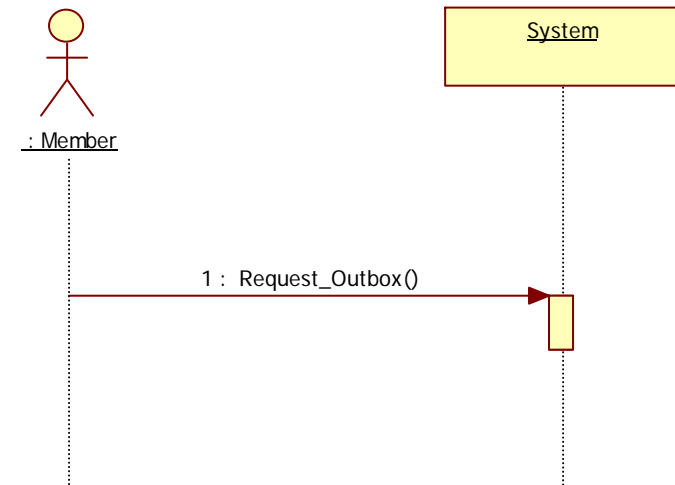 System
: Member
1 : Request_Outbox()